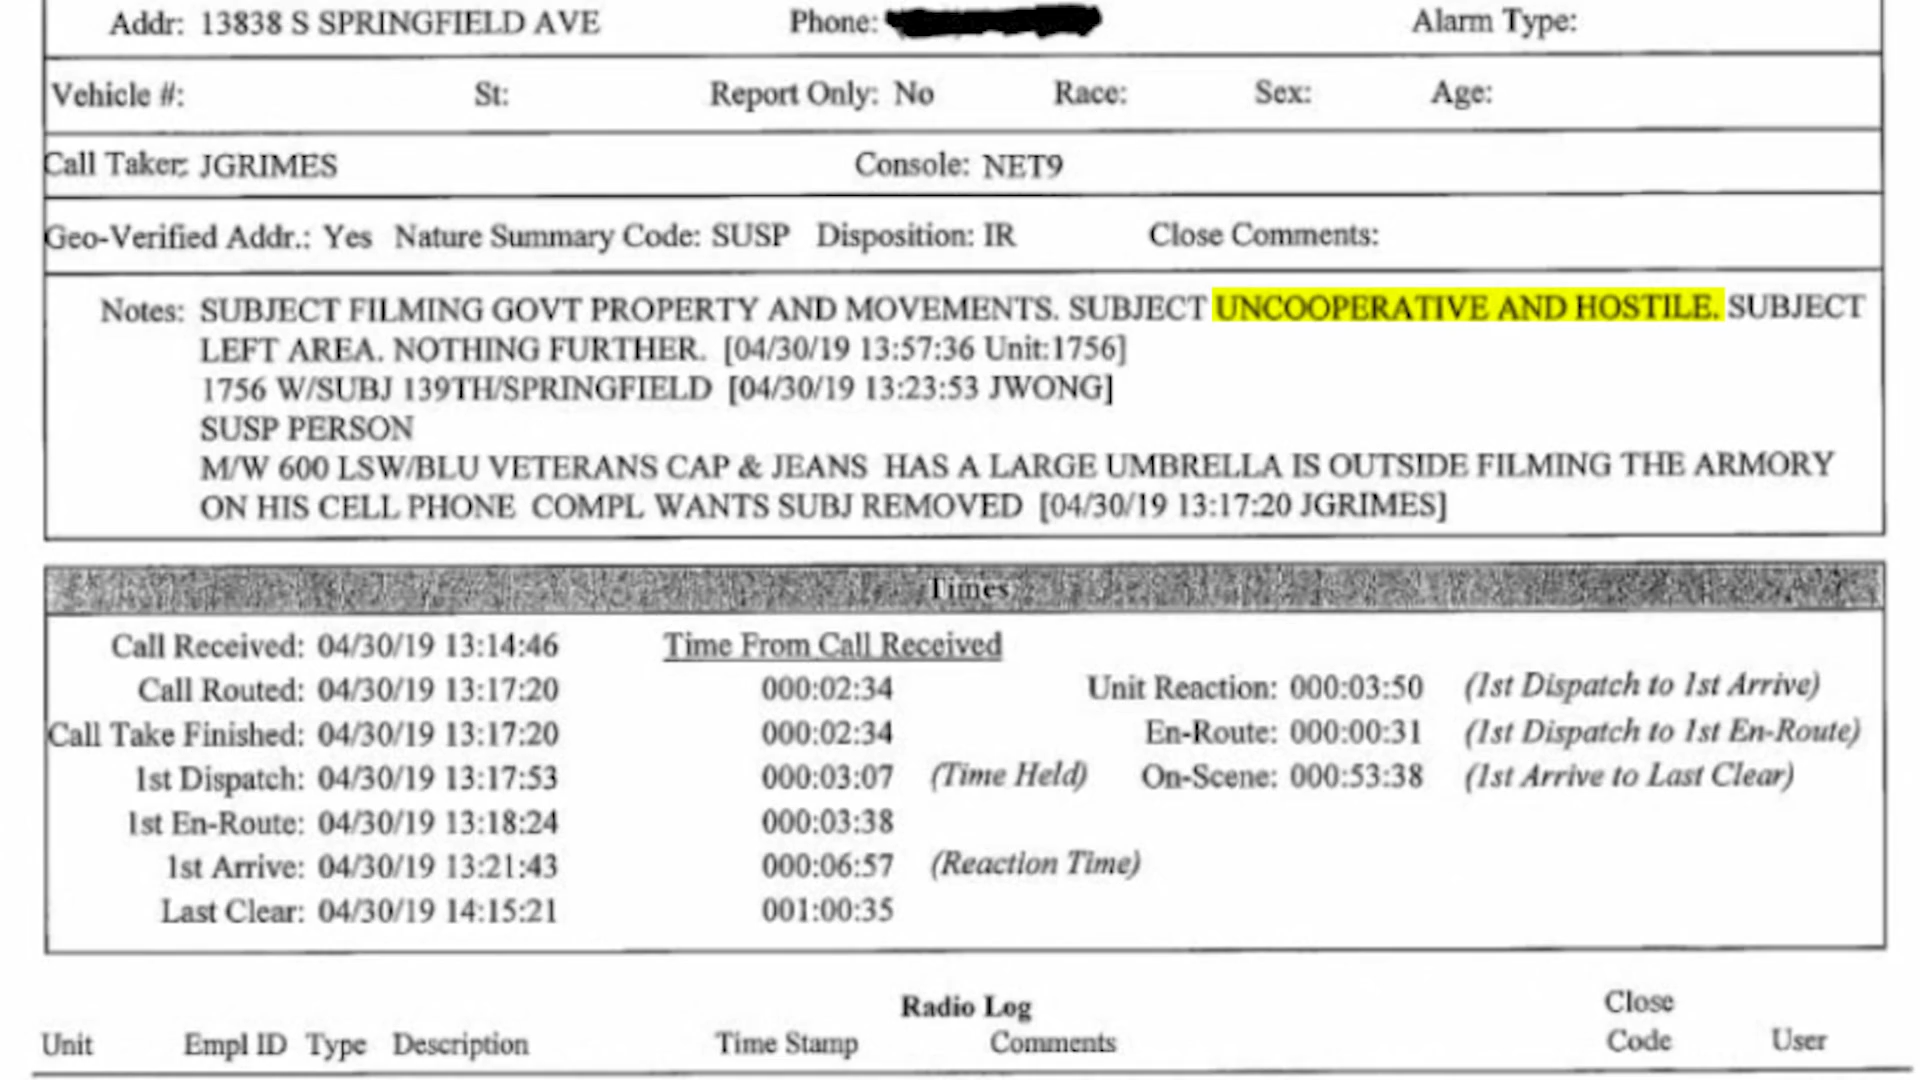 Addr: 13838 S SPRINGFIELD AVE Phone: Alarm Type:
Vehicle #: St: Report Only: No Race: Sex: Age:
Call Taker: JGRIMES Console: NET9
Geo-Verified Addr.: Yes Nature Summary Code: SUSP Disposition: IR Close Comments:
Notes: SUBJECT FILMING GOVT PROPERTY AND MOVEMENTS. SUBJECT UNCOOPERATIVE AND HOSTILE. SUBJECT
LEFT AREA. NOTHING FURTHER. [04/30/19 13:57:36 Unit:1756]
1756 W/SUBJ 139TH/SPRINGFIELD [04/30/19 13:23:53 JWONG]
SUSP PERSON
M/W 600 LSW/BLU VETERANS CAP & JEANS HAS A LARGE UMBRELLA IS OUTSIDE FILMING THE ARMORY
ON HIS CELL PHONE COMPL WANTS SUBJ REMOVED [04/30/19 13:17:20 JGRIMES]
Times
Call Received: 04/30/19 13:14:46 Time From Call Received
Call Routed: 04/30/19 13:17:20 000:02:34 Unit Reaction: 000:03:50 (1st Dispatch to 1st Arrive)
Call Take Finished: 04/30/19 13:17:20 000:02:34 En-Route: 000:00:31 (1st Dispatch to 1st En-Route)
1st Dispatch: 04/30/19 13:17:53 000:03:07 (Time Held) On-Scene: 000:53:38 (1st Arrive to Last Clear)
1st En-Route: 04/30/19 13:18:24 000:03:38
1st Arrive: 04/30/19 13:21:43 000:06:57 (Reaction Time)
Last Clear: 04/30/19 14:15:21 001:00:35
Radio Log Close
Unit Empl ID Type Description Time Stamp Comments Code User